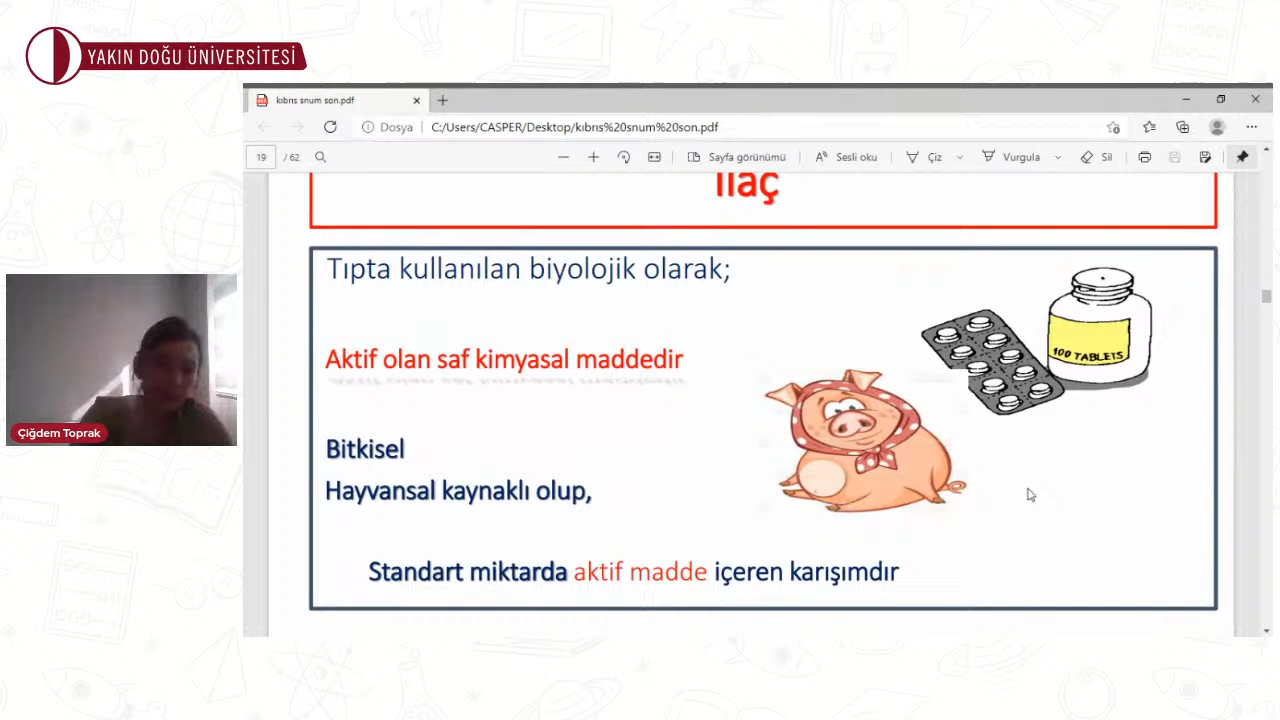 YAKIN DOĞU ÜNİVERSİTESİ
kıbrıs snum son.pdf
Dosya
C:/Users/CASPER/Desktop/kıbrıs%20snum%20son.pdf
19 / 62
Sayfa görünümü
Sesli oku
Çiz
Vurgula
Sil
İlaç
Tıpta kullanılan biyolojik olarak;
Aktif olan saf kimyasal maddedir
100 TABLETS
Bitkisel
Hayvansal kaynaklı olup,
Standart miktarda aktif madde içeren karışımdır
Çiğdem Toprak